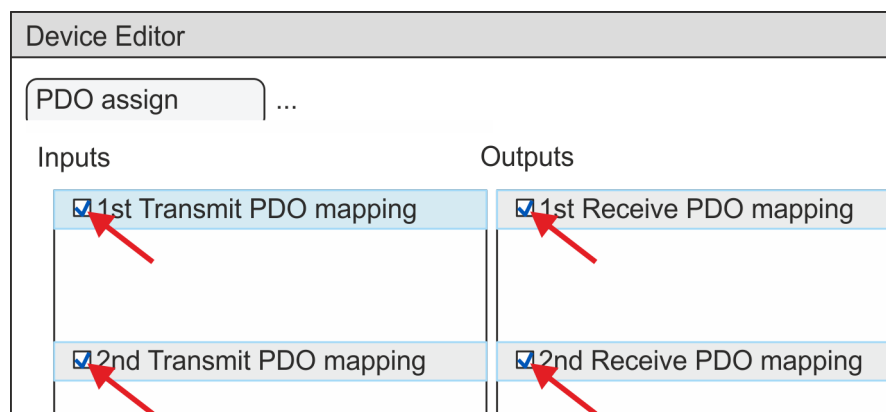 Device Editor
PDO assign ...
Inputs
Outputs
1st Transmit PDO mapping
1st Receive PDO mapping
2nd Transmit PDO mapping
2nd Receive PDO mapping